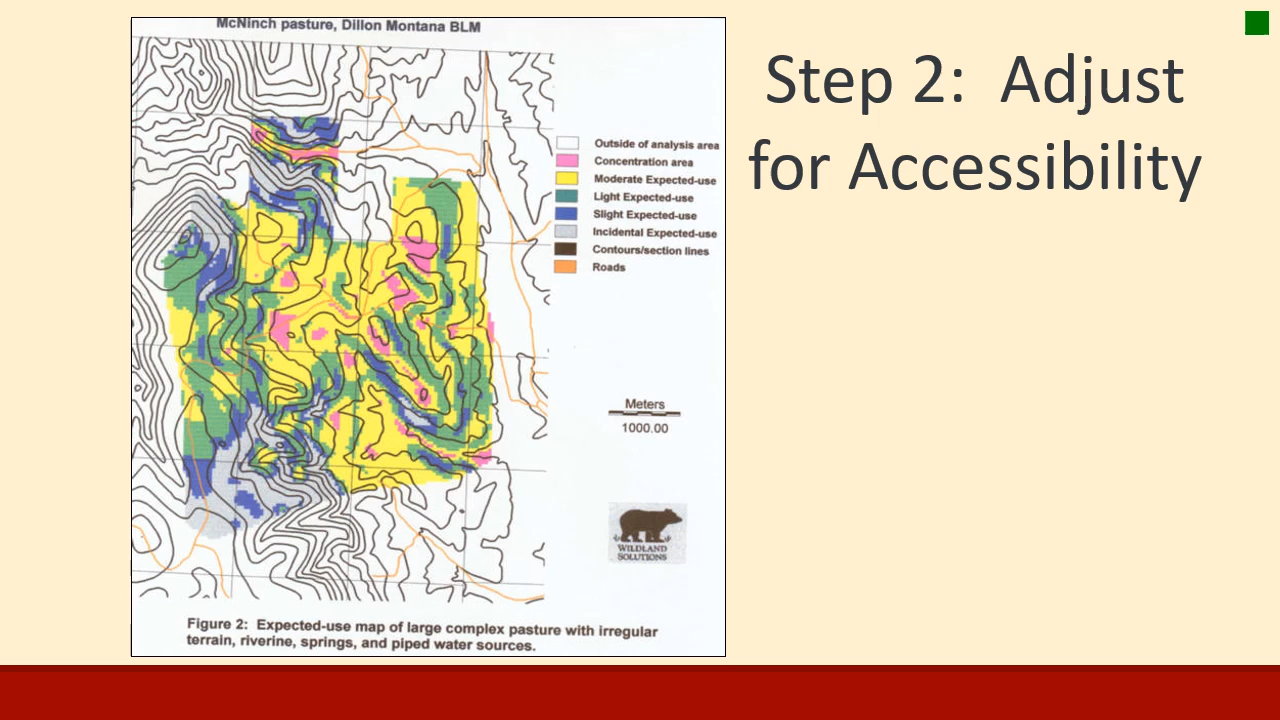 McNinch pasture, Dillon Montana BLM
Step 2:  Adjust
for Accessibility
Outside of analysis area
Concentration area
Moderate Expected-use
Light Expected-use
Slight Expected-use
Incidental Expected-use
Contours/section lines
Roads
Meters
1000.00
WILDLAND
SOLUTIONS
Figure 2:  Expected-use map of large complex pasture with irregular
terrain, riverine, springs, and piped water sources.